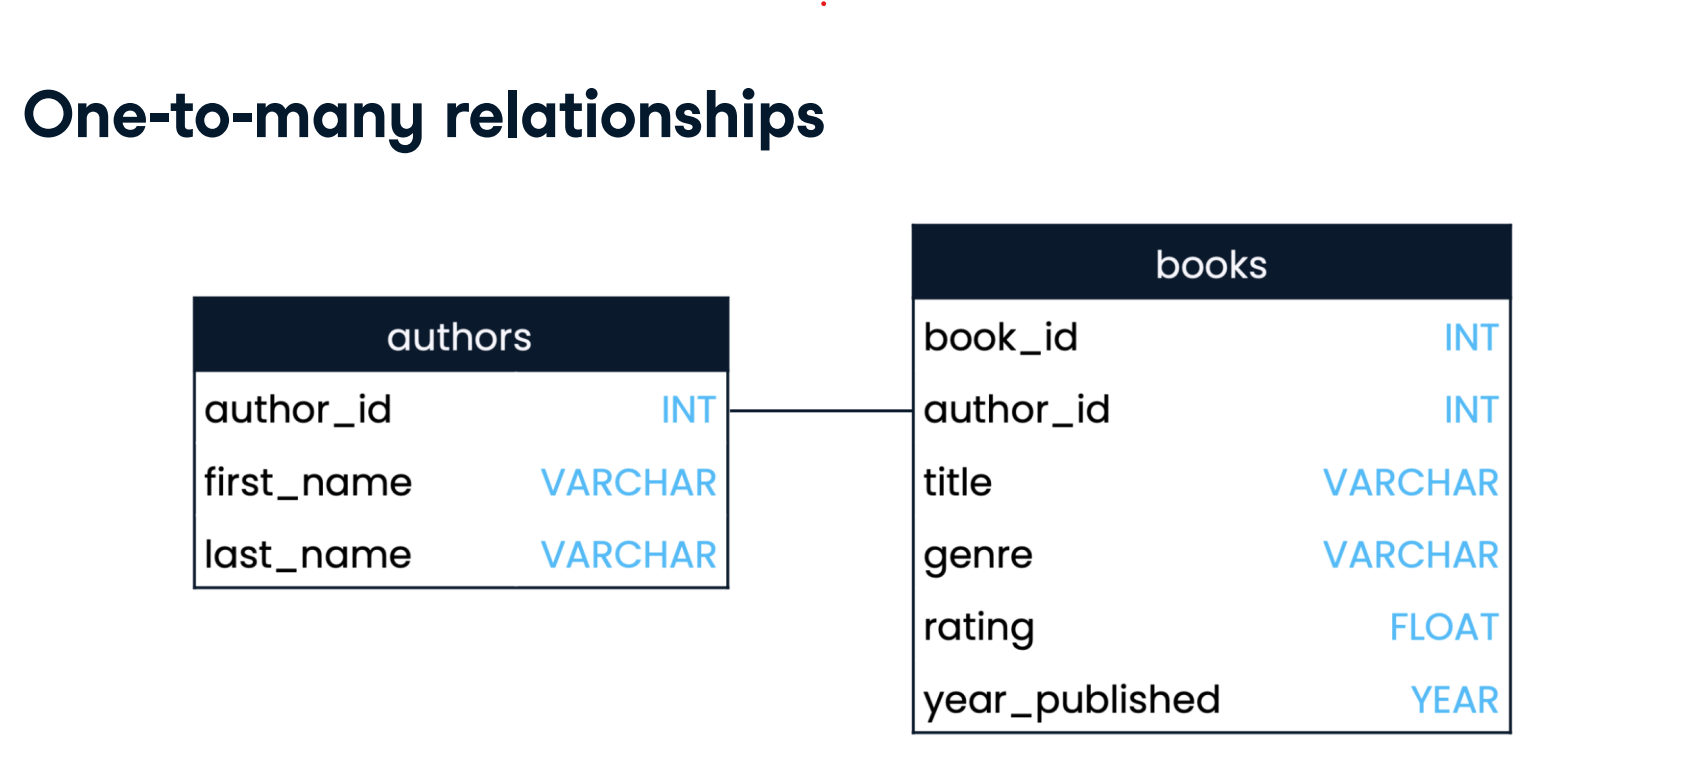 One-to-many relationships
authors
author_id INT
first_name VARCHAR
last_name VARCHAR
books
book_id INT
author_id INT
title VARCHAR
genre VARCHAR
rating FLOAT
year_published YEAR